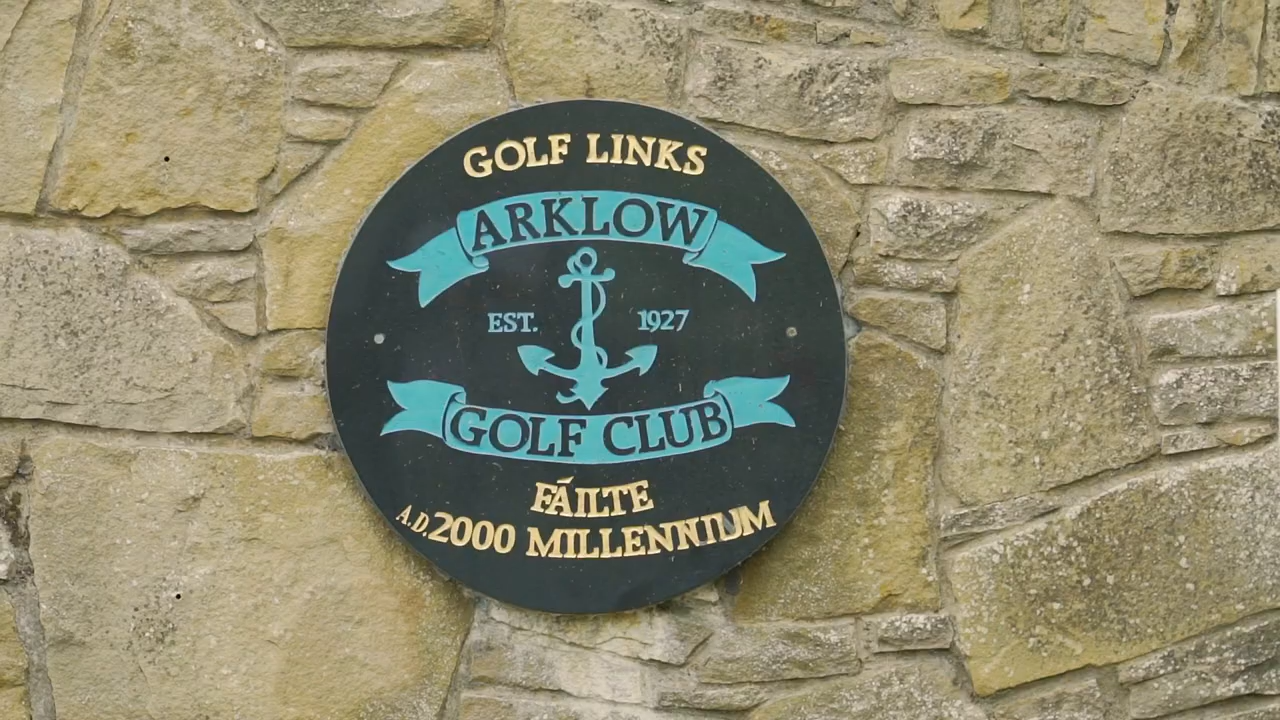 GOLF LINKS
ARKLOW
EST. 1927
GOLF CLUB
FÁILTE
A.D. 2000 MILLENNIUM